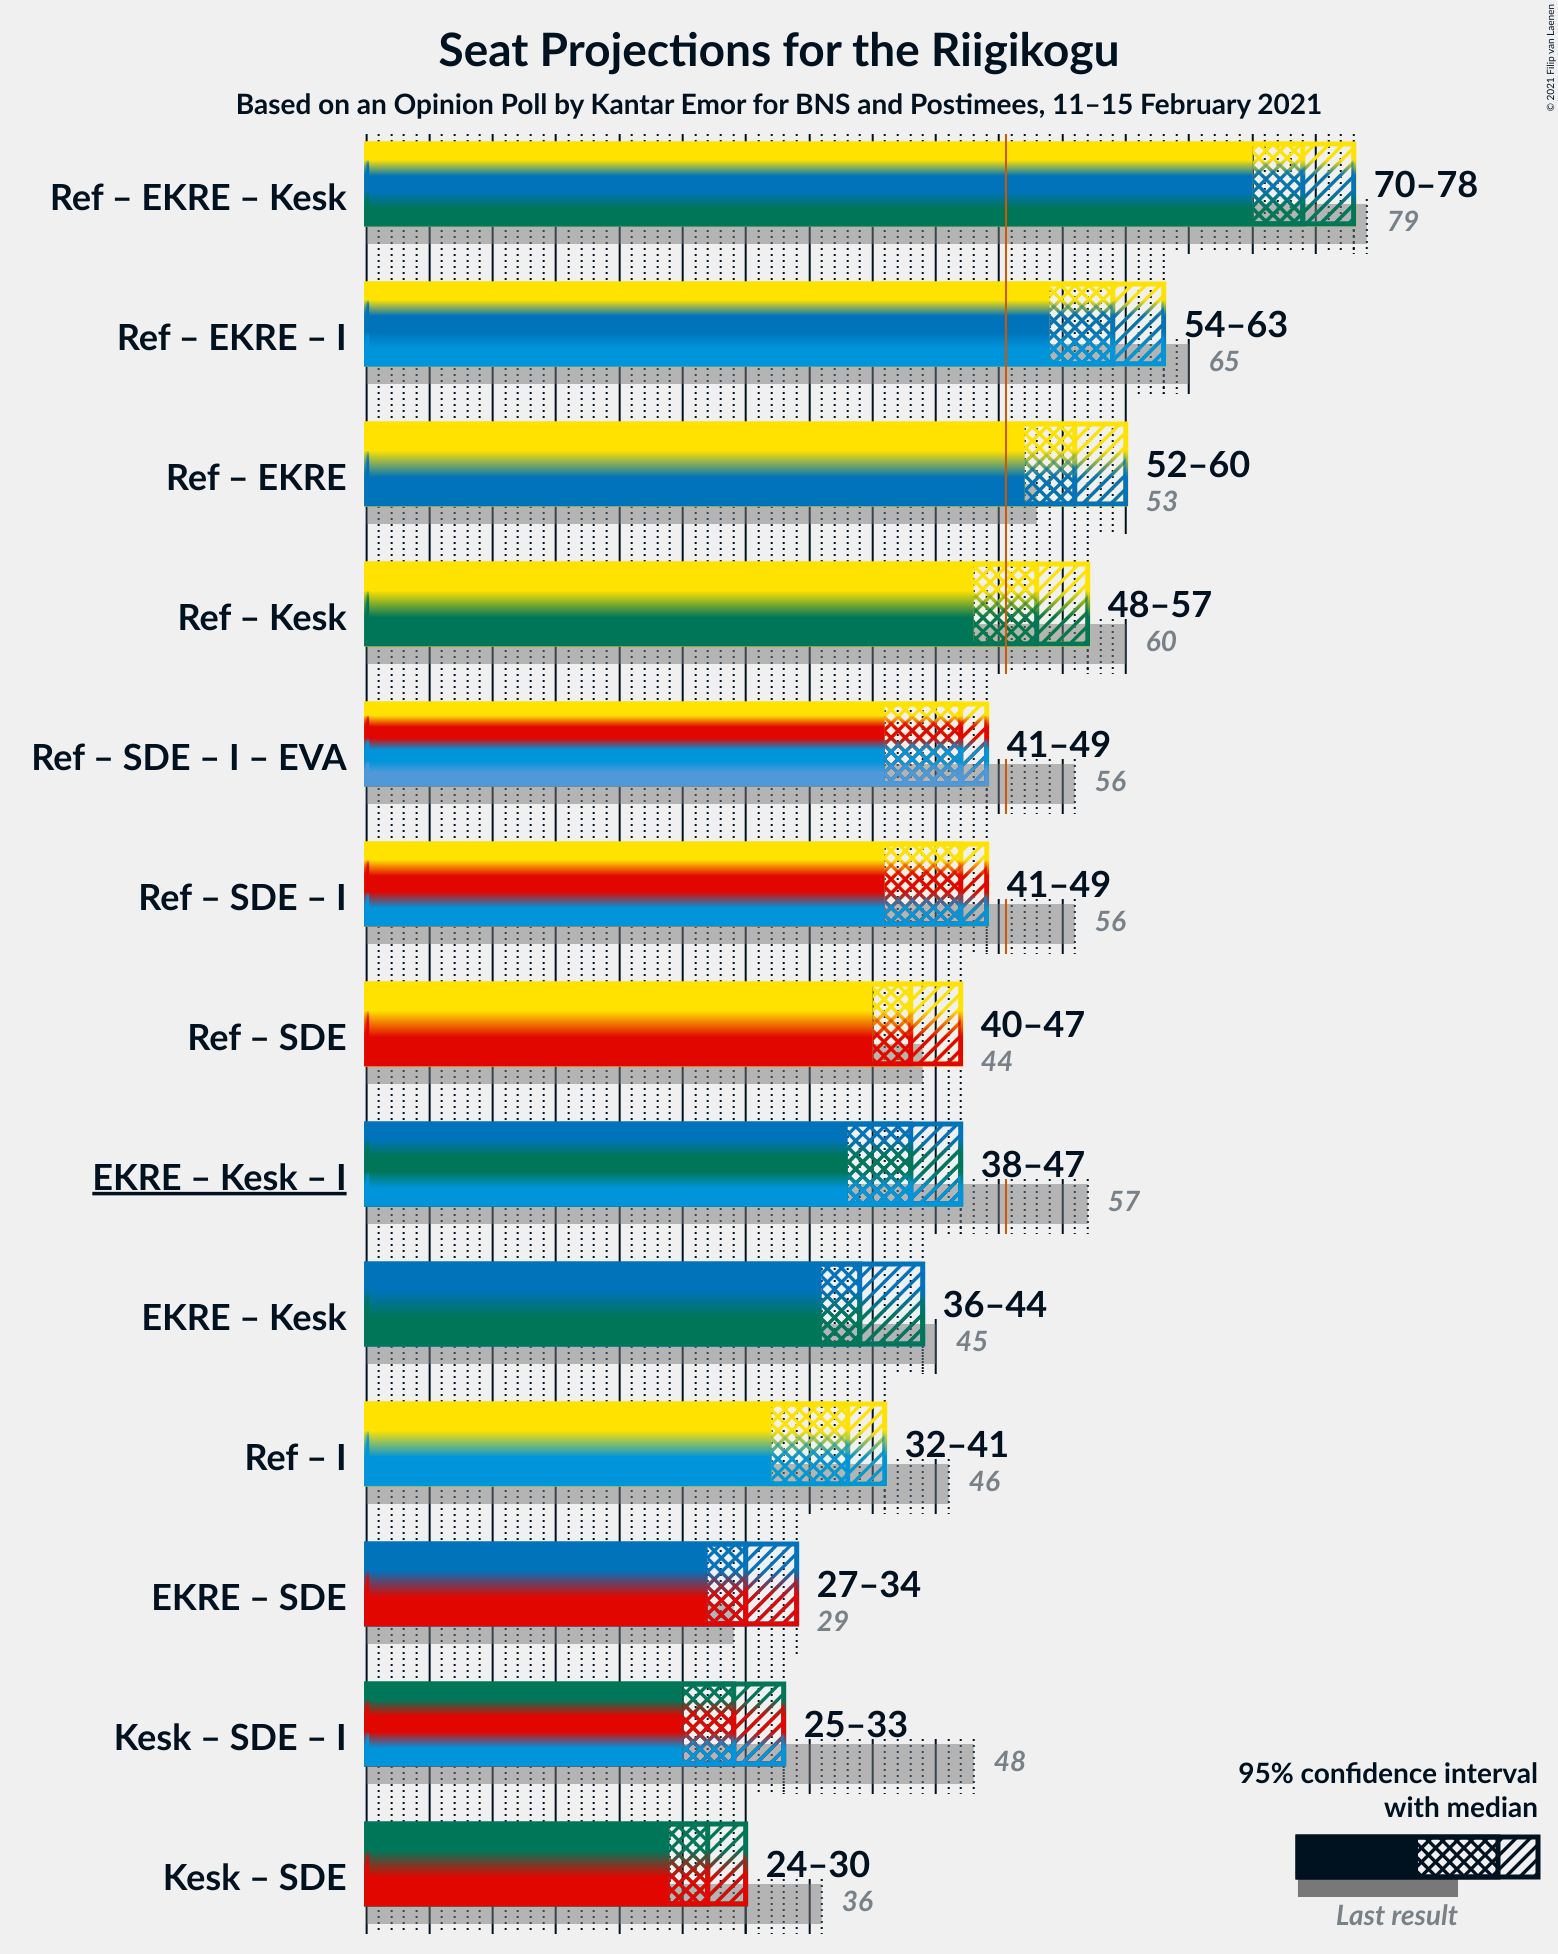 Seat Projections for the Riigikogu
Based on an Opinion Poll by Kantar Emor for BNS and Postimees, 11–15 February 2021
© 2021 Filip van Laenen
Ref – EKRE – Kesk
70–78
79
Ref – EKRE – I
54–63
65
Ref – EKRE
52–60
53
Ref – Kesk
48–57
60
Ref – SDE – I – EVA
41–49
56
Ref – SDE – I
41–49
56
Ref – SDE
40–47
44
EKRE – Kesk – I
38–47
57
EKRE – Kesk
36–44
45
Ref – I
32–41
46
EKRE – SDE
27–34
29
Kesk – SDE – I
25–33
48
Kesk – SDE
24–30
36
95% confidence interval
with median
Last result